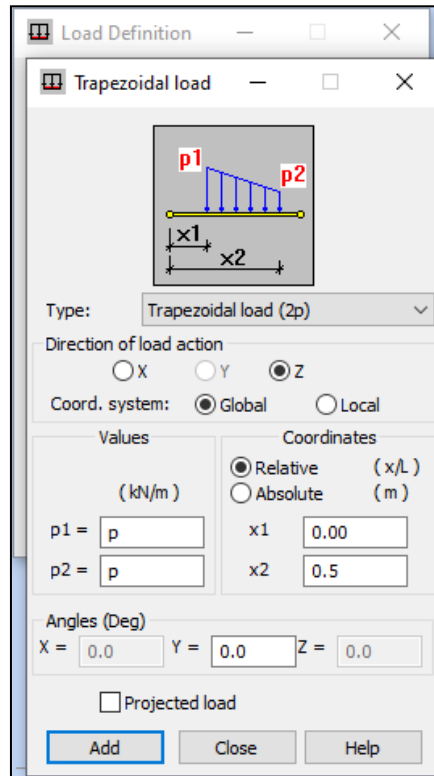 Load Definition
Trapezoidal load
p1
p2
x1
x2
Type: Trapezoidal load (2p)
Direction of load action
X Y Z
Coord. system: Global Local
Values Coordinates
Relative (x/L)
(kN/m) Absolute (m)
p1 = p x1 0.00
p2 = p x2 0.5
Angles (Deg)
X = 0.0 Y = 0.0 Z = 0.0
Projected load
Add Close Help